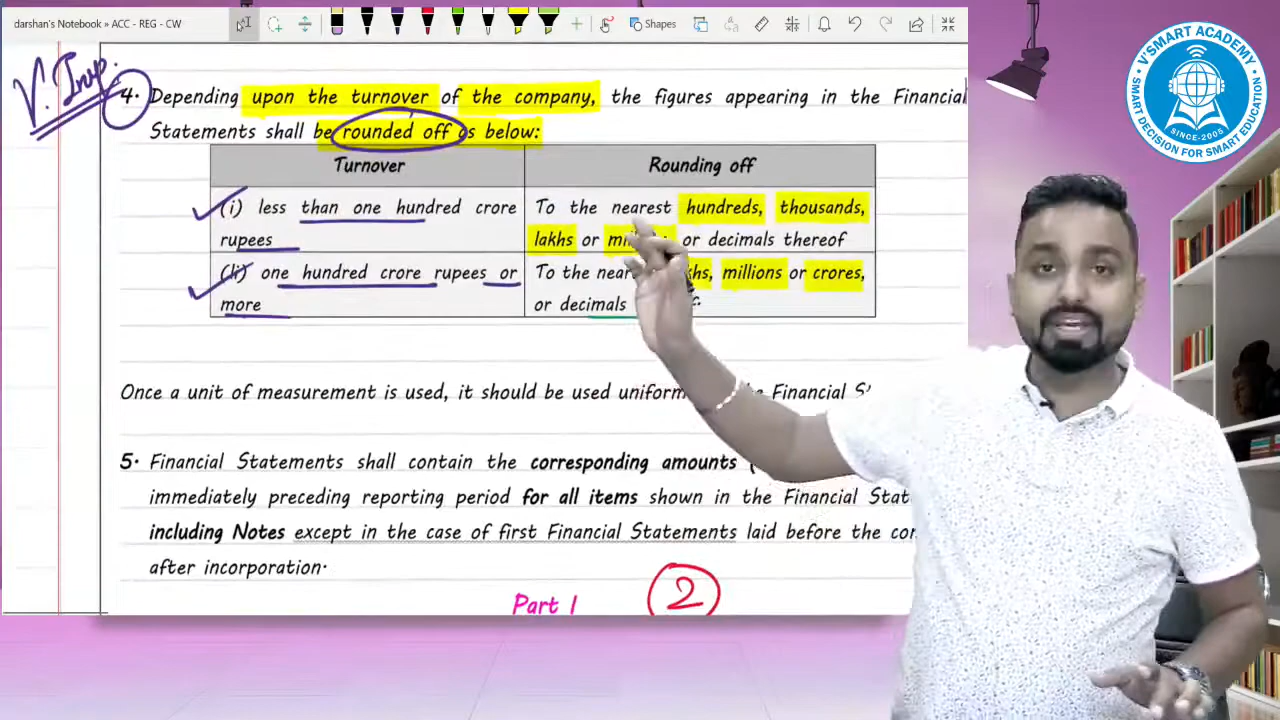 darshan's Notebook » ACC - REG - CW
Shapes
V. Imp.
4. Depending upon the turnover of the company, the figures appearing in the Financial
Statements shall be rounded off as below:
Turnover
Rounding off
(i) less than one hundred crore
rupees
To the nearest hundreds, thousands,
lakhs or or decimals thereof
(ii) one hundred crore rupees or
more
To the millions or crores,
or decimals
Once a unit of measurement is used, it should be used Financial
5. Financial Statements shall contain the corresponding amounts
immediately preceding reporting period for all items shown in the Financial
including Notes except in the case of first Financial Statements laid before the
after incorporation.
Part 1
2
V'SMART ACADEMY
SINCE-2005
SMART DECISION FOR SMART EDUCATION